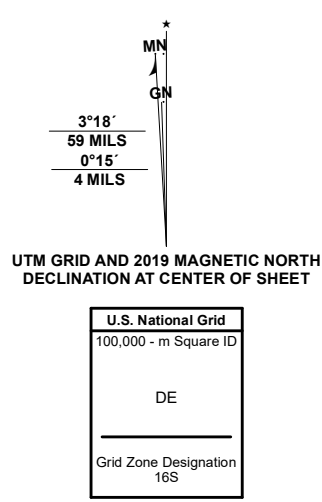 ★
MN
GN
3°18´
59 MILS
0°15´
4 MILS
UTM GRID AND 2019 MAGNETIC NORTH
DECLINATION AT CENTER OF SHEET
U.S. National Grid
100,000 - m Square ID
DE
Grid Zone Designation
16S